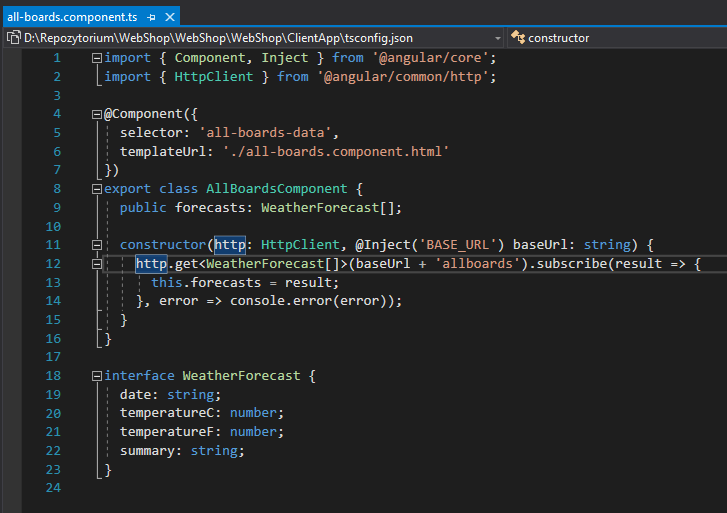 all-boards.component.ts
D:\Repozytorium\WebShop\WebShop\WebShop\ClientApp\tsconfig.json constructor
1 import { Component, Inject } from '@angular/core';
2 import { HttpClient } from '@angular/common/http';
3
4 @Component({
5 selector: 'all-boards-data',
6 templateUrl: './all-boards.component.html'
7 })
8 export class AllBoardsComponent {
9 public forecasts: WeatherForecast[];
10
11 constructor(http: HttpClient, @Inject('BASE_URL') baseUrl: string) {
12 http.get<WeatherForecast[]>(baseUrl + 'allboards').subscribe(result => {
13 this.forecasts = result;
14 }, error => console.error(error));
15 }
16 }
17
18 interface WeatherForecast {
19 date: string;
20 temperatureC: number;
21 temperatureF: number;
22 summary: string;
23 }
24